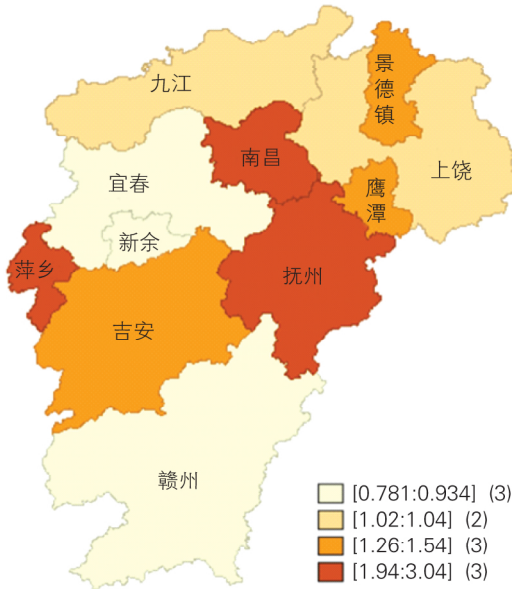 景
德
镇
九江
南昌
上饶
宜春
鹰
潭
新余
萍乡
抚州
吉安
赣州
[0.781:0.934] (3)
[1.02:1.04] (2)
[1.26:1.54] (3)
[1.94:3.04] (3)